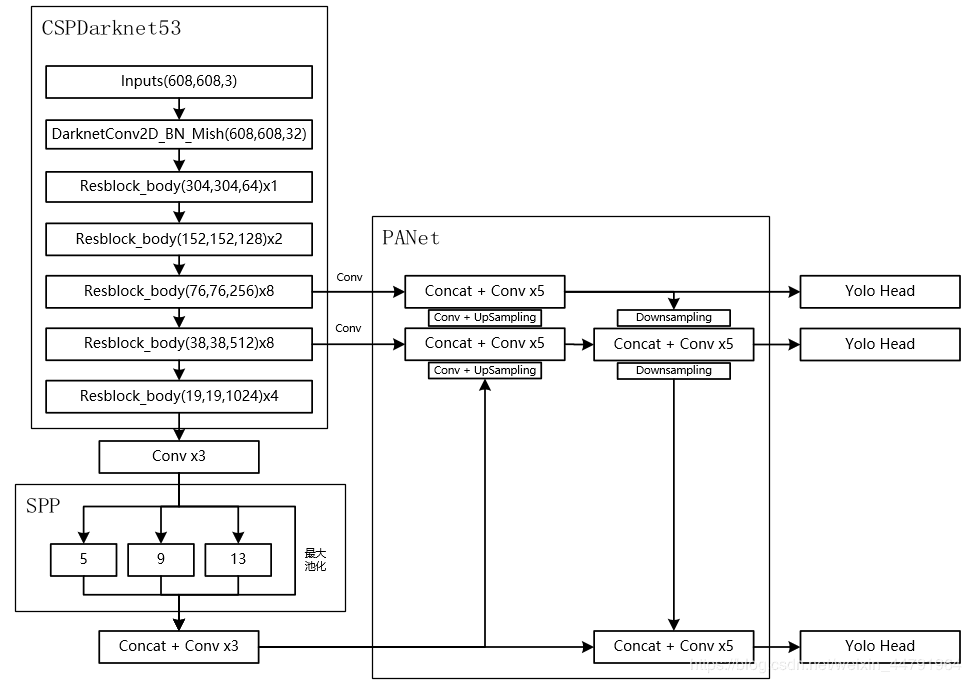 CSPDarknet53
Inputs(608,608,3)
DarknetConv2D_BN_Mish(608,608,32)
Resblock_body(304,304,64)x1
Resblock_body(152,152,128)x2
Resblock_body(76,76,256)x8
Resblock_body(38,38,512)x8
Resblock_body(19,19,1024)x4
Conv x3
SPP
5
9
13
最大
池化
Concat + Conv x3
Conv
Conv
PANet
Concat + Conv x5
Conv + UpSampling
Concat + Conv x5
Conv + UpSampling
Downsampling
Concat + Conv x5
Downsampling
Concat + Conv x5
Yolo Head
Yolo Head
Yolo Head
https://blog.csdn.net/weixin_44791964